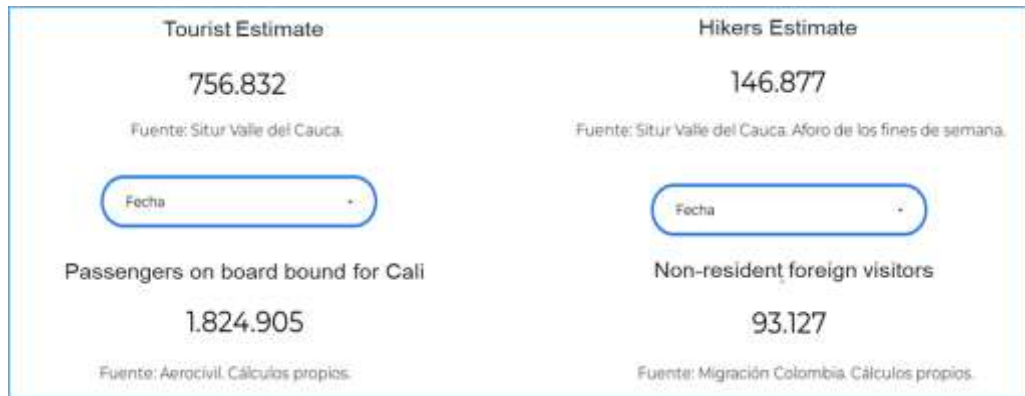 Tourist Estimate
756.832
Fuente: Situr Valle del Cauca.
Hikers Estimate
146.877
Fuente: Situr Valle del Cauca. Aforo de los fines de semana.
Fecha
Fecha
Passengers on board bound for Cali
1.824.905
Fuente: Aerocivil. Cálculos propios.
Non-resident foreign visitors
93.127
Fuente: Migración Colombia. Cálculos propios.